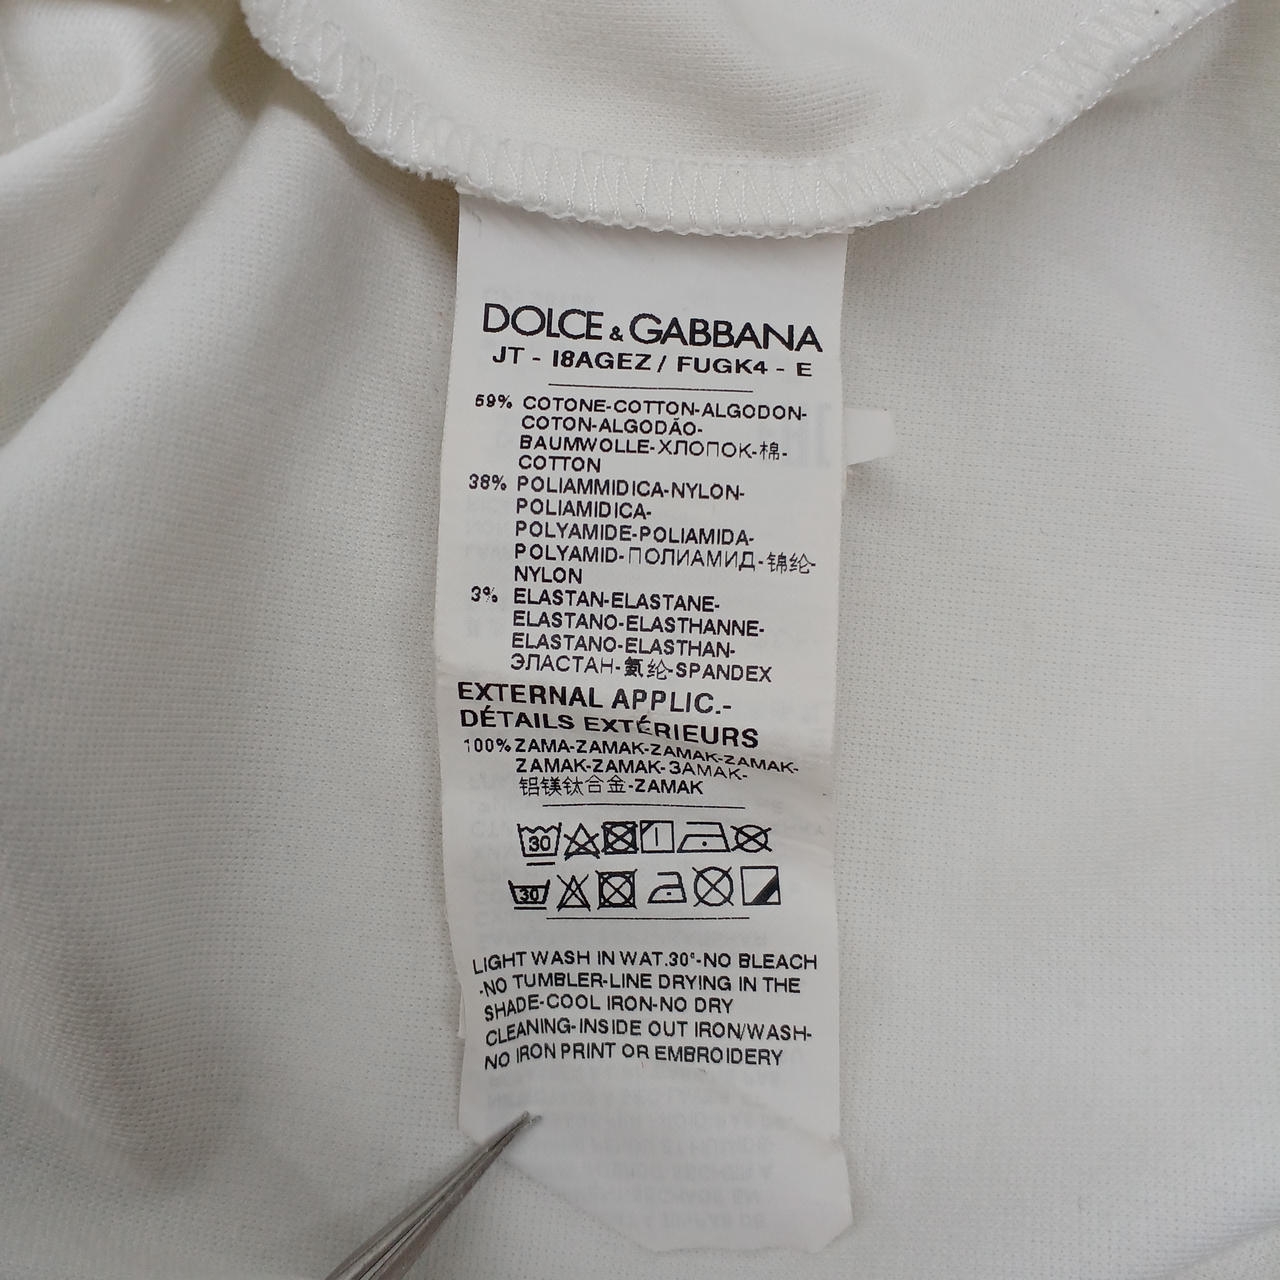 DOLCE & GABBANA
JT - I8AGEZ / FUGK4 - E
59% COTONE-COTTON-ALGODON-
COTON-ALGODÃO-
BAUMWOLLE-ХЛОПОК-棉-
COTTON
38% POLIAMMIDICA-NYLON-
POLIAMIDICA-
POLYAMIDE-POLIAMIDA-
POLYAMID-ПОЛИАМИД-锦纶-
NYLON
3% ELASTAN-ELASTANE-
ELASTANO-ELASTHANNE-
ELASTANO-ELASTHAN-
ЭЛАСТАН-氨纶-SPANDEX
EXTERNAL APPLIC.-
DÉTAILS EXTÉRIEURS
100% ZAMA-ZAMAK-ZAMAK-ZAMAK-
ZAMAK-ZAMAK-ЗАМАК-
铝镁钛合金-ZAMAK
30
30
LIGHT WASH IN WAT.30°-NO BLEACH
-NO TUMBLER-LINE DRYING IN THE
SHADE-COOL IRON-NO DRY
CLEANING-INSIDE OUT IRON/WASH-
NO IRON PRINT OR EMBROIDERY